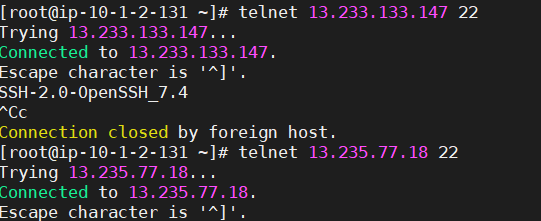 [root@ip-10-1-2-131 ~]# telnet 13.233.133.147 22
Trying 13.233.133.147...
Connected to 13.233.133.147.
Escape character is '^]'.
SSH-2.0-OpenSSH_7.4
^Cc
Connection closed by foreign host.
[root@ip-10-1-2-131 ~]# telnet 13.235.77.18 22
Trying 13.235.77.18...
Connected to 13.235.77.18.
Escape character is '^]'.